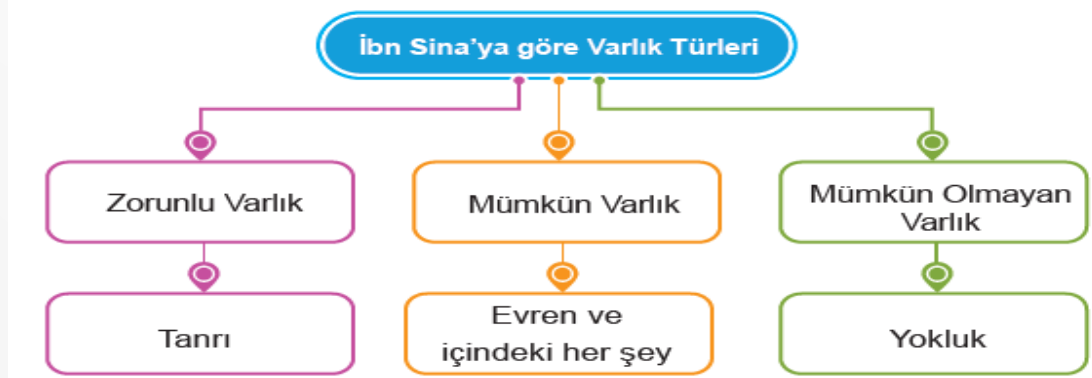 İbn Sina'ya göre Varlık Türleri
Zorunlu Varlık
Mümkün Varlık
Mümkün Olmayan
Varlık
Tanrı
Evren ve
içindeki her şey
Yokluk